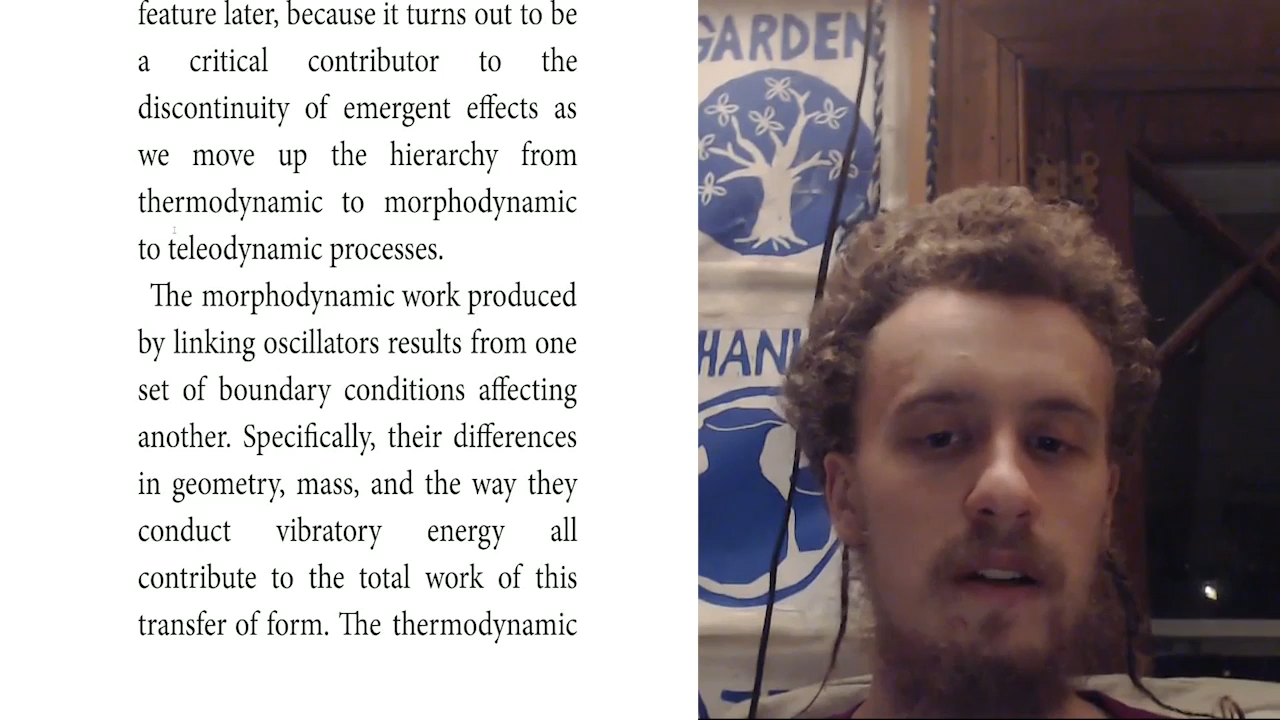 feature later, because it turns out to be
a critical contributor to the
discontinuity of emergent effects as
we move up the hierarchy from
thermodynamic to morphodynamic
to teleodynamic processes.
The morphodynamic work produced
by linking oscillators results from one
set of boundary conditions affecting
another. Specifically, their differences
in geometry, mass, and the way they
conduct vibratory energy all
contribute to the total work of this
transfer of form. The thermodynamic
GARDEN